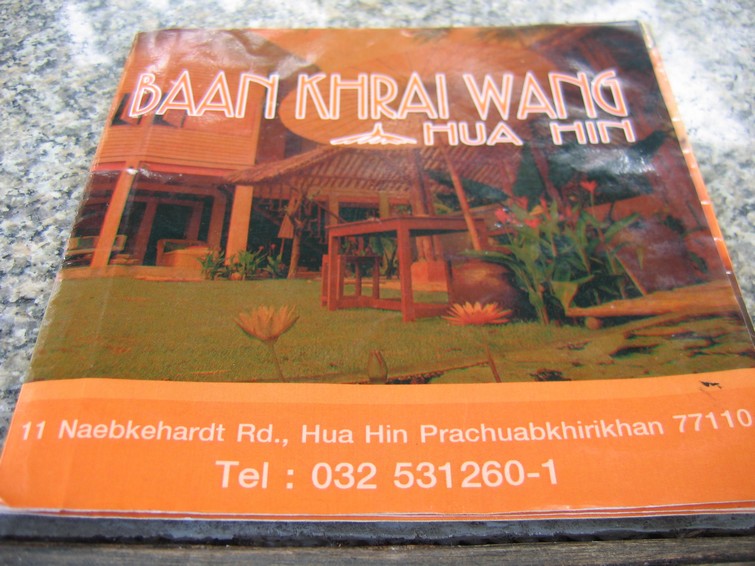 BAAN KHRAI WANG
HUA HIN
11 Naebkehardt Rd., Hua Hin Prachuabkhirikhan 77110
Tel : 032 531260-1